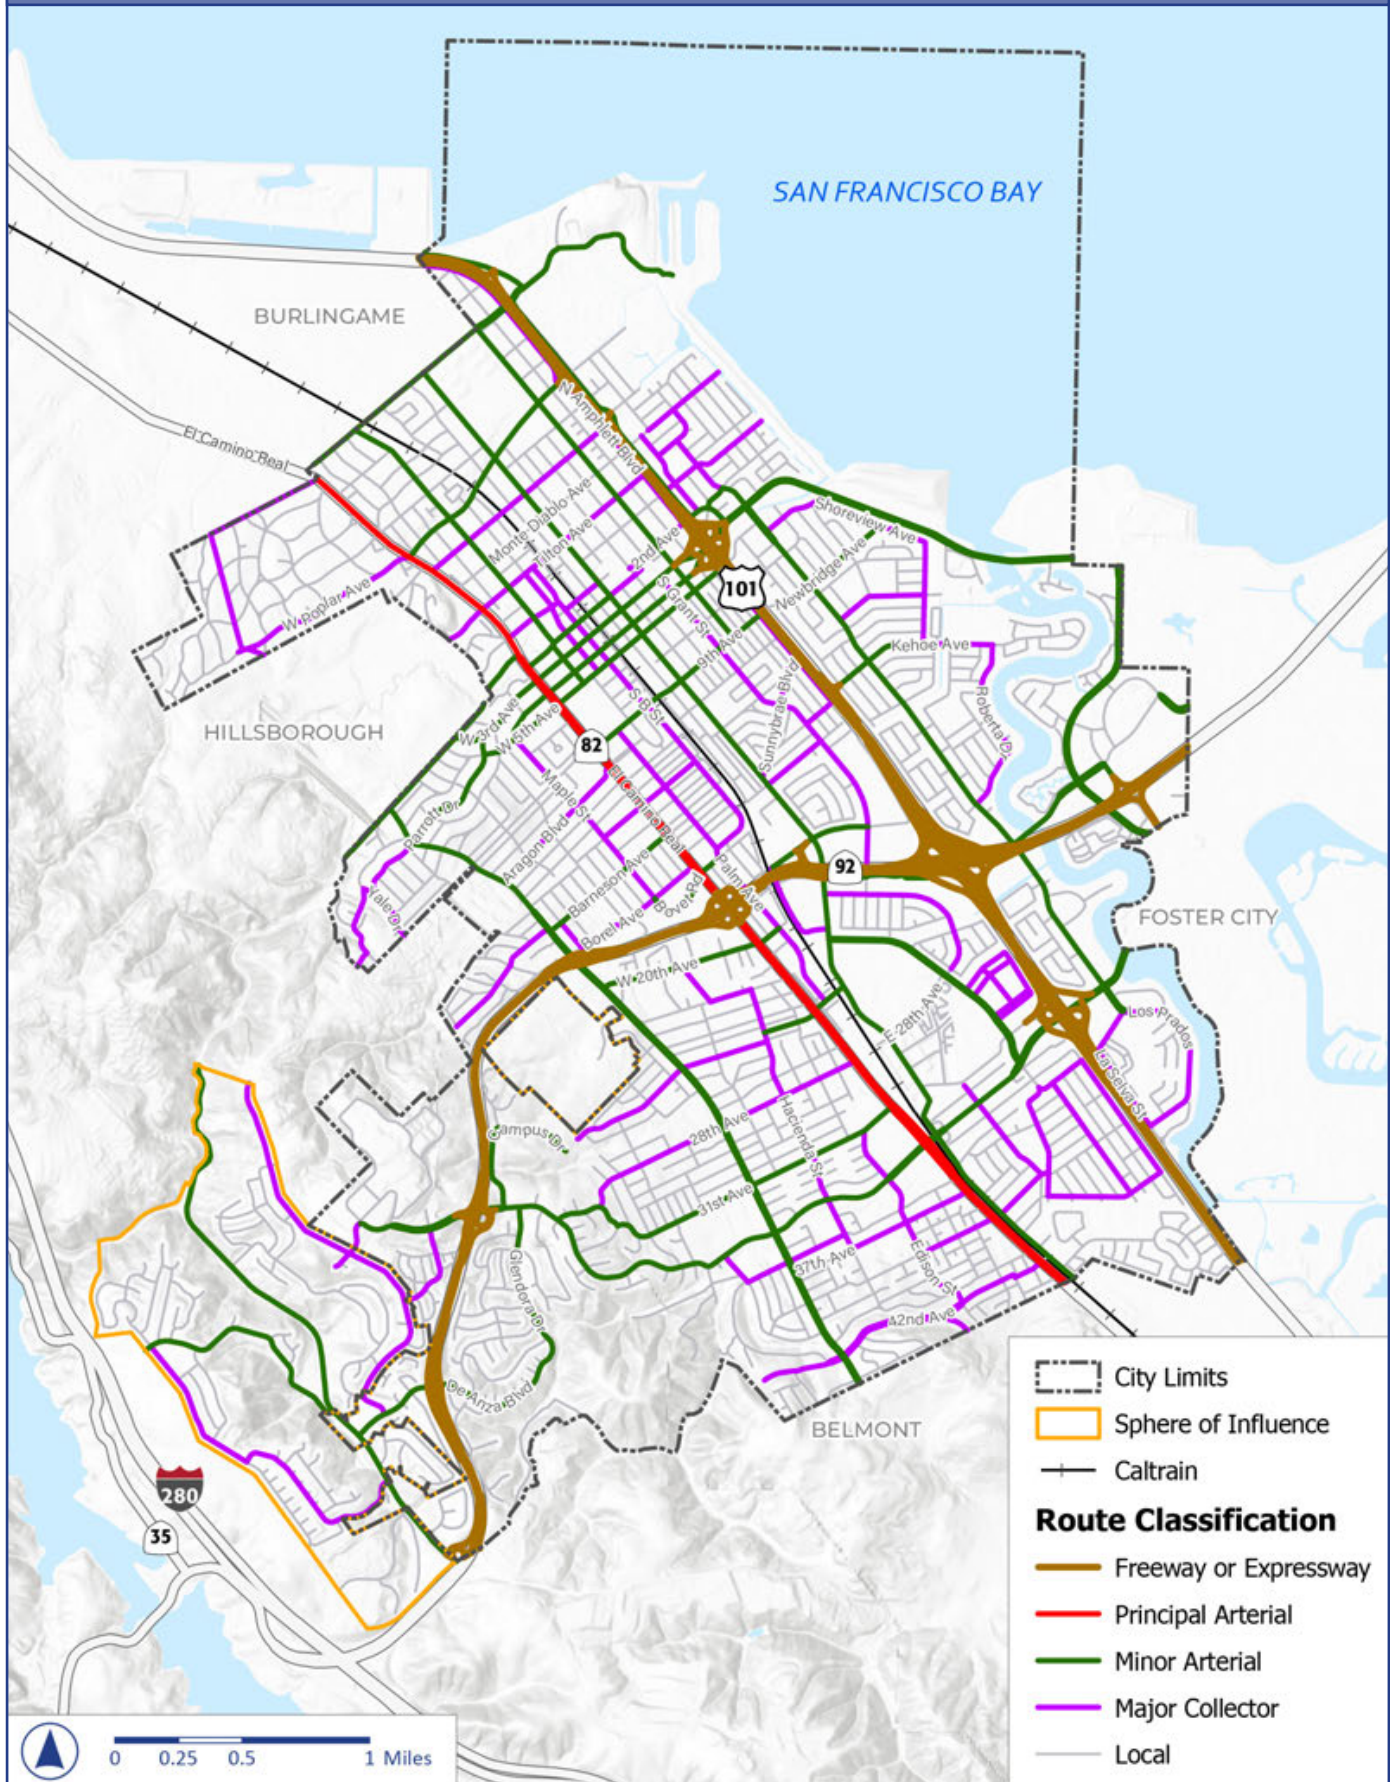 SAN FRANCISCO BAY
BURLINGAME
El Camino Real
N Amphlett Blvd
Monte Diablo Ave
Tilton Ave
2nd Ave
Shoreview Ave
101
Newbridge Ave
S Grant St
W Poplar Ave
9th Ave
Kehoe Ave
Sunnybrae Blvd
Roberta Dr
S B St
HILLSBOROUGH
W 3rd Ave
W 5th Ave
82
El Camino Real
Maple St
Parrott Dr
Aragon Blvd
Barneson Ave
Palm Ave
92
Bovet Rd
Yale Dr
Borel Ave
FOSTER CITY
W 20th Ave
E 28th Ave
Los Prados
La Selva St
Campus Dr
28th Ave
Hacienda St
31st Ave
Glendora Dr
37th Ave
Edison St
42nd Ave
De Anza Blvd
BELMONT
280
35
City Limits
Sphere of Influence
Caltrain
Route Classification
Freeway or Expressway
Principal Arterial
Minor Arterial
Major Collector
Local
0 0.25 0.5 1 Miles